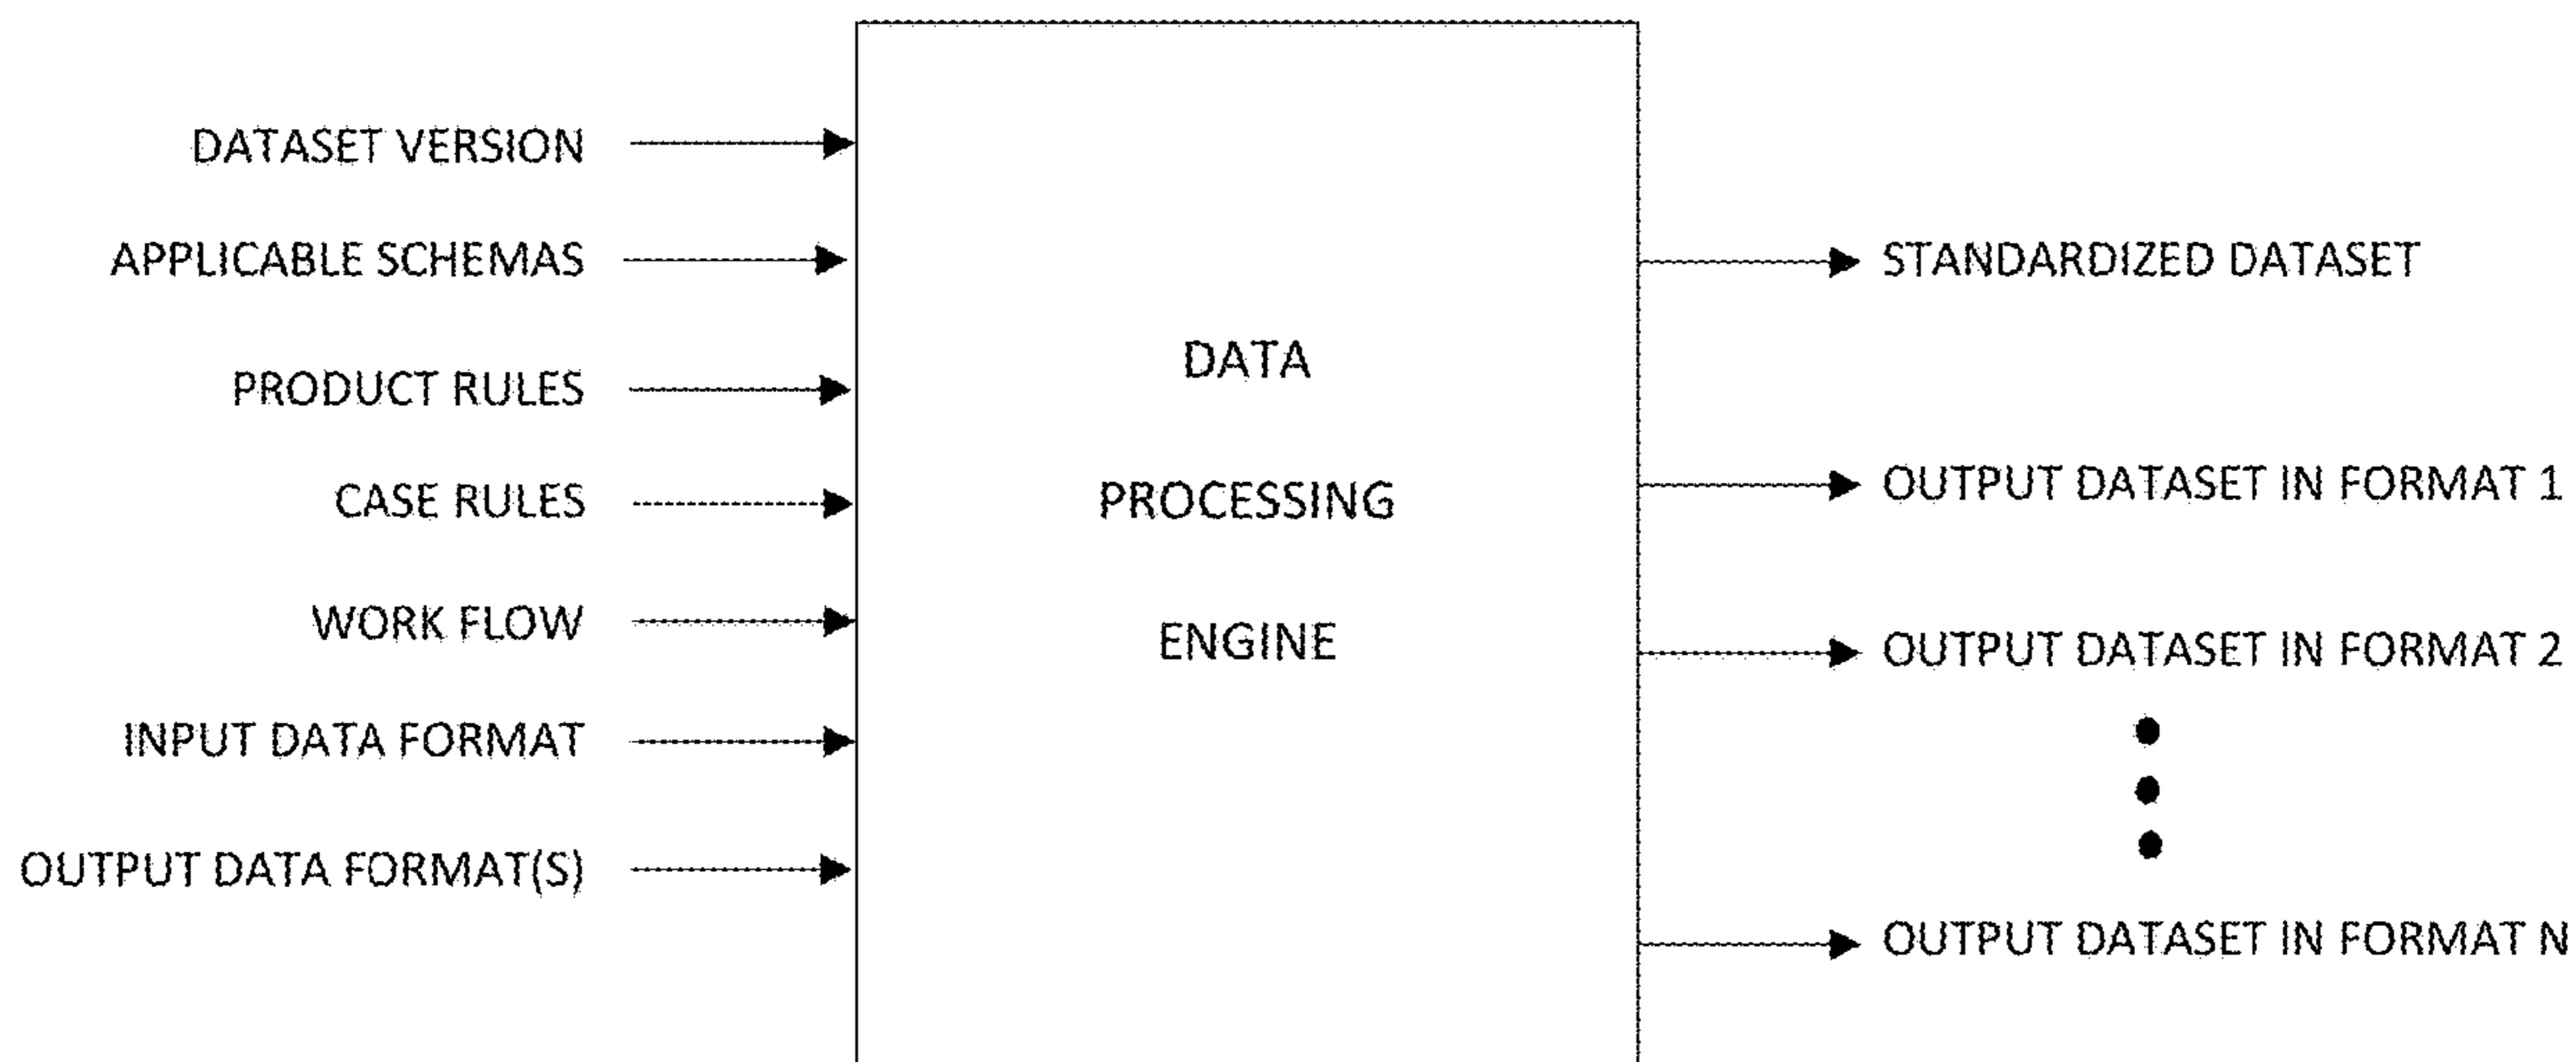 DATASET VERSION
APPLICABLE SCHEMAS
PRODUCT RULES
CASE RULES
WORK FLOW
INPUT DATA FORMAT
OUTPUT DATA FORMAT(S)
DATA
PROCESSING
ENGINE
STANDARDIZED DATASET
OUTPUT DATASET IN FORMAT 1
OUTPUT DATASET IN FORMAT 2
OUTPUT DATASET IN FORMAT N